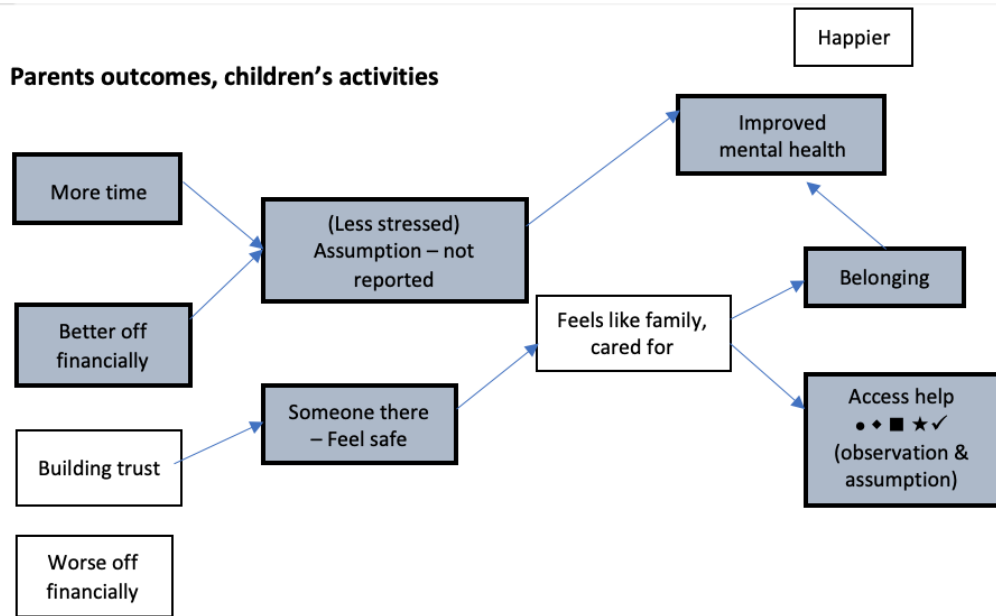 Happier
Parents outcomes, children’s activities
Improved
mental health
More time
(Less stressed)
Assumption – not
reported
Belonging
Better off
financially
Feels like family,
cared for
Someone there
– Feel safe
Access help
● ◆ ■ ★ ✓
(observation &
assumption)
Building trust
Worse off
financially